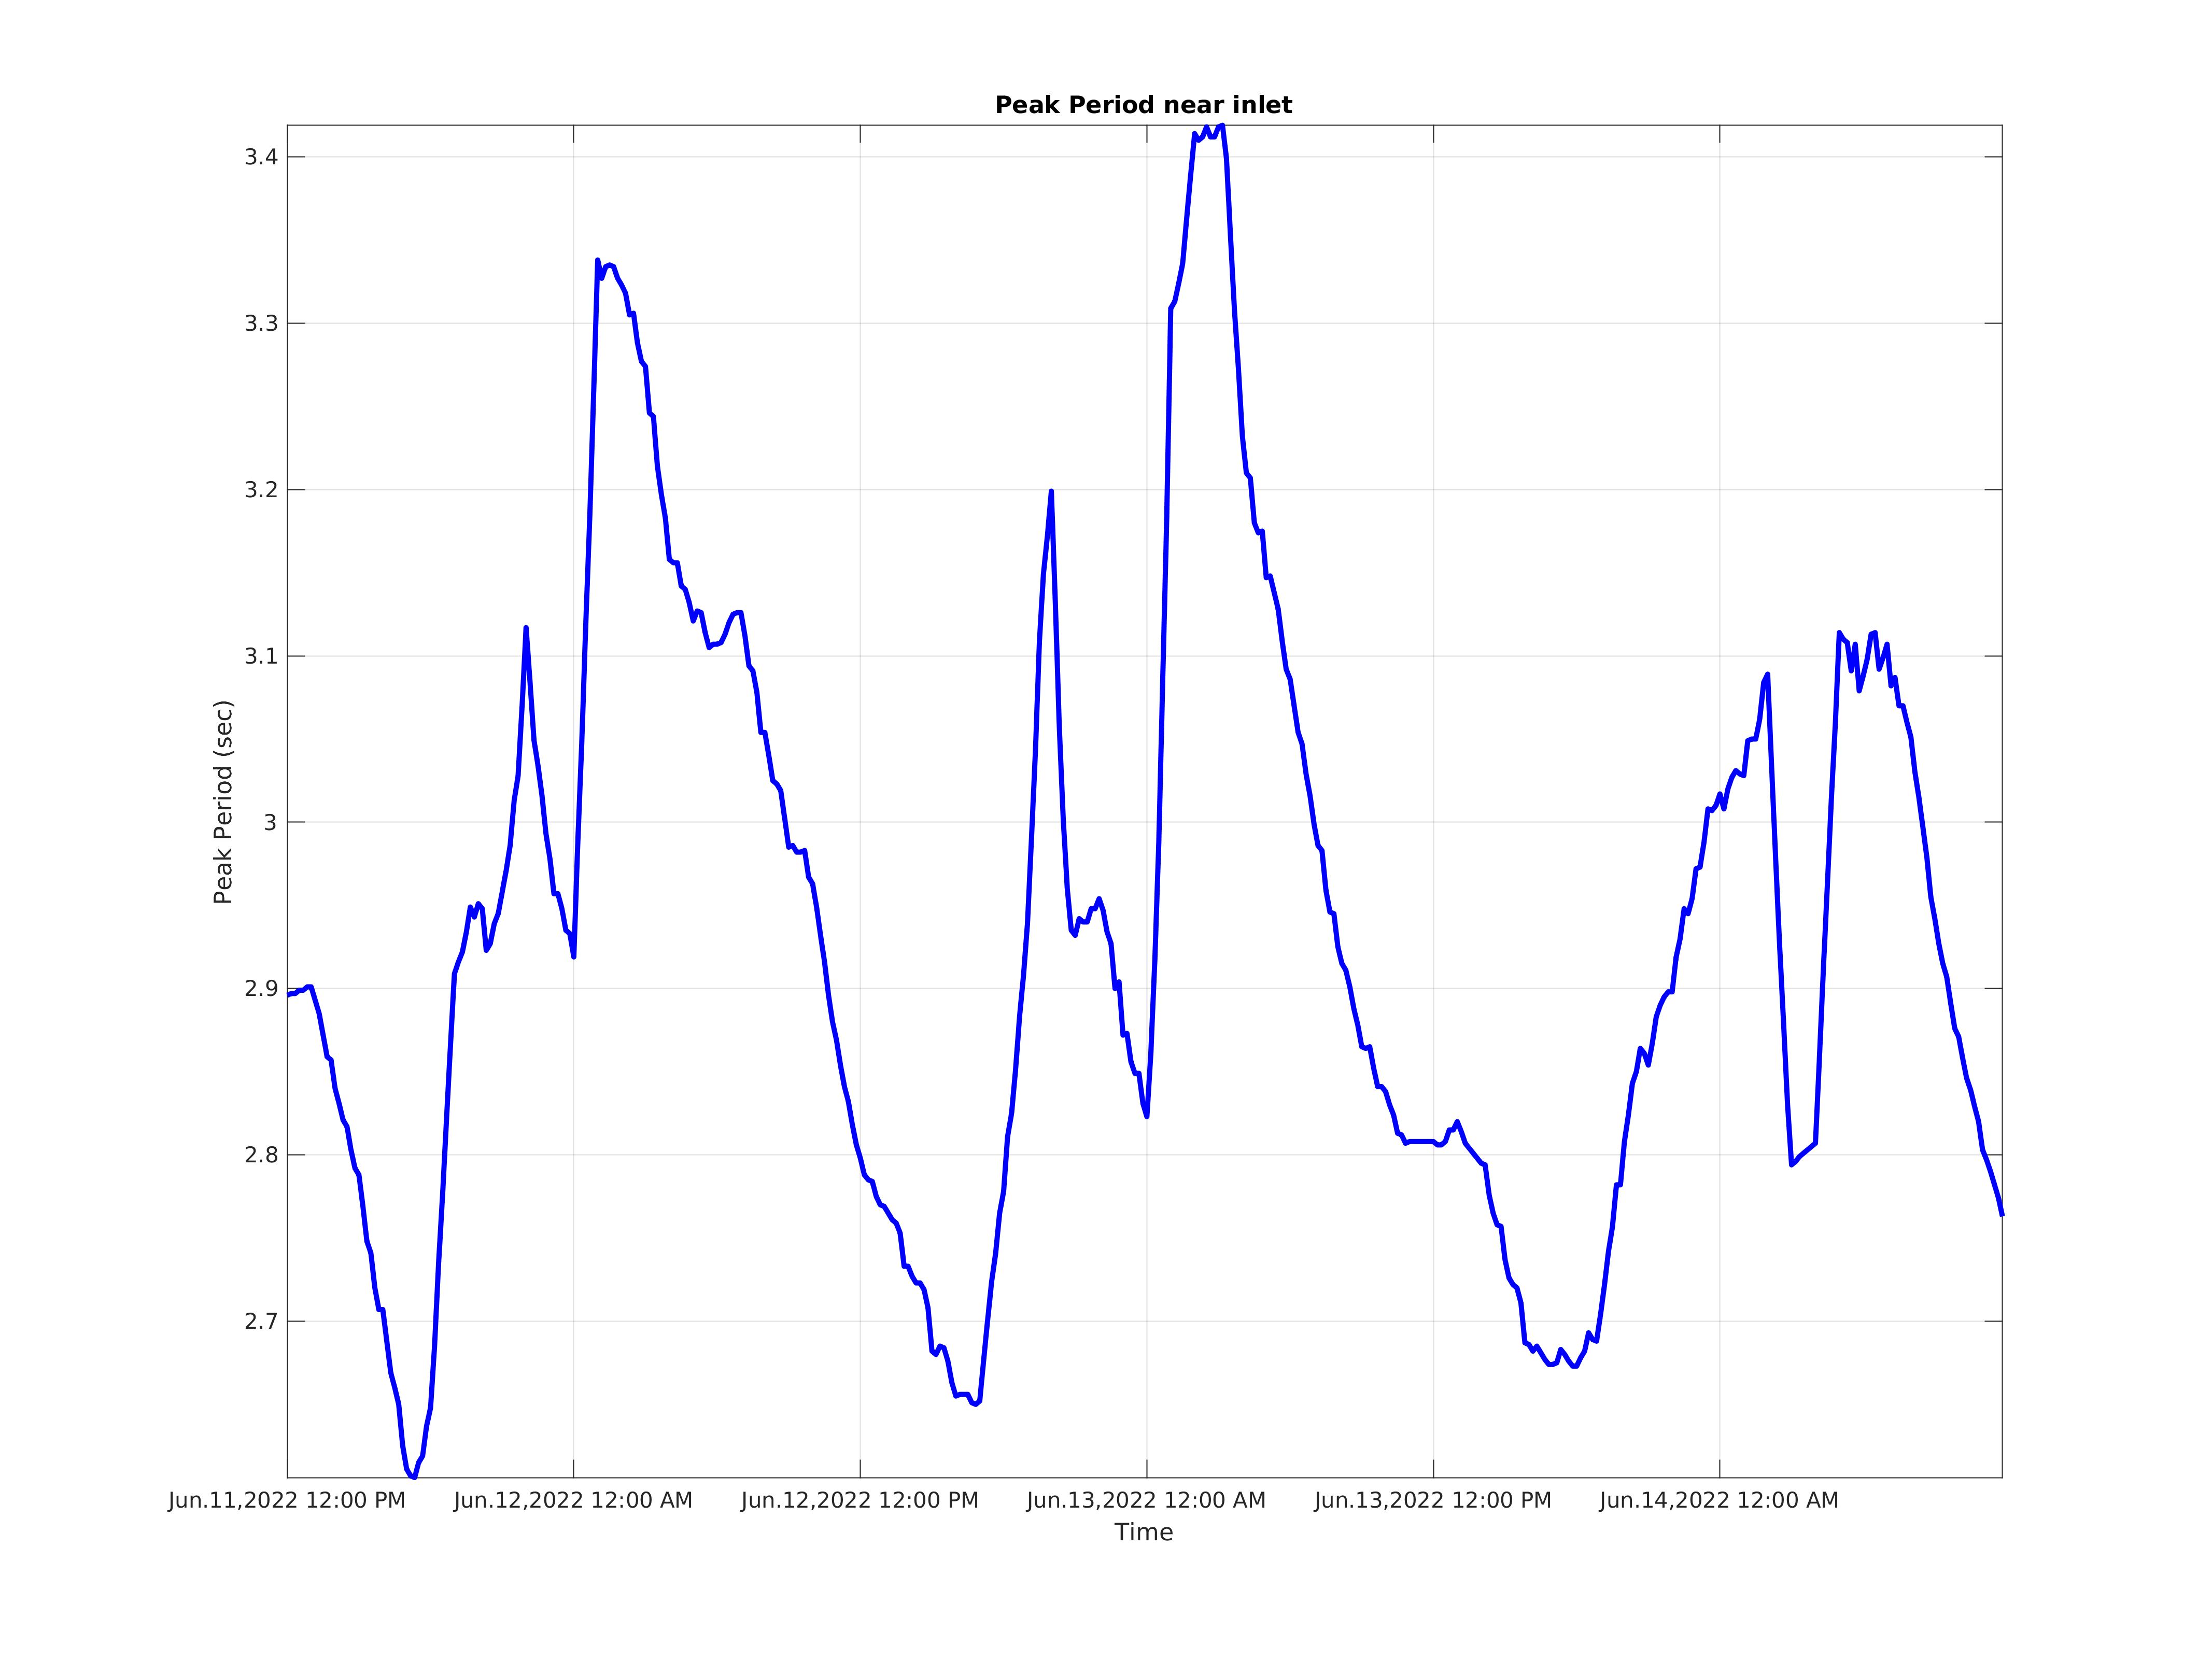 Peak Period near inlet
3.4
3.3
3.2
3.1
3
2.9
2.8
2.7
Peak Period (sec)
Jun.11,2022 12:00 PM
Jun.12,2022 12:00 AM
Jun.12,2022 12:00 PM
Jun.13,2022 12:00 AM
Jun.13,2022 12:00 PM
Jun.14,2022 12:00 AM
Time